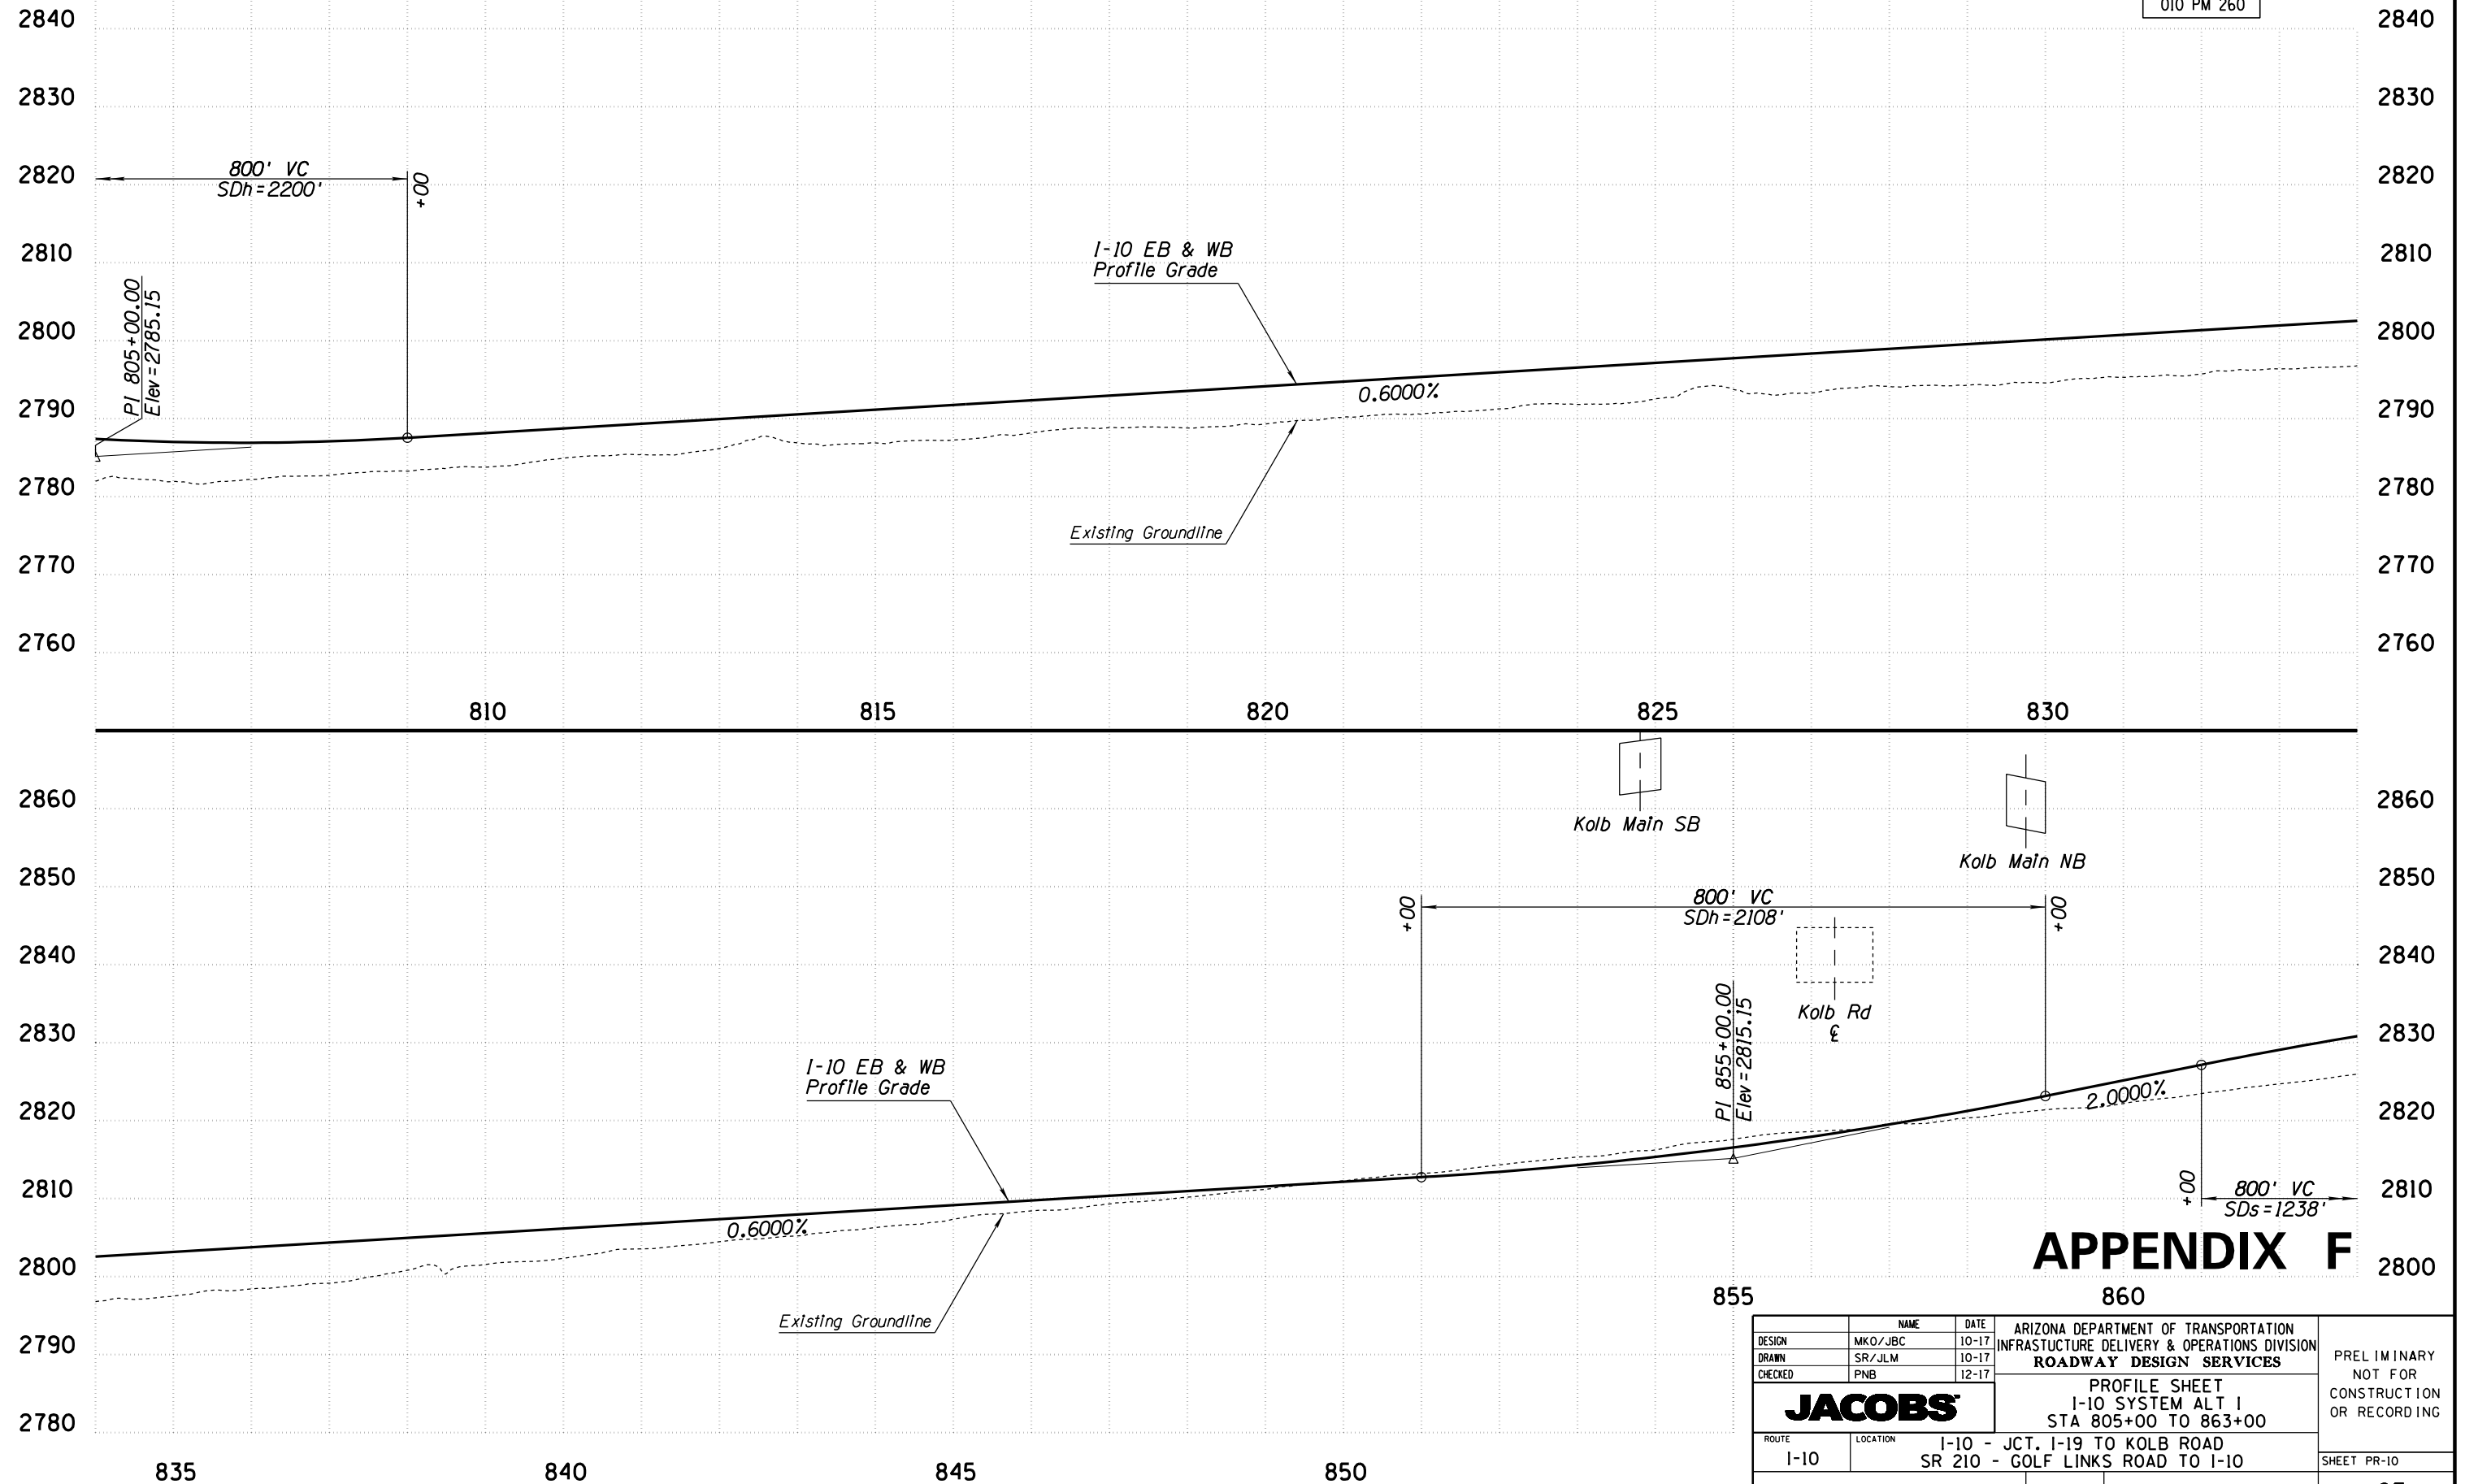 010 PM 260
2840 2840
2830 2830
2820 2820
2810 2810
2800 2800
2790 2790
2780 2780
2770 2770
2760 2760
800' VC
SDh=2200'
+00
PI 805+00.00
Elev=2785.15
I-10 EB & WB
Profile Grade
0.6000%
Existing Groundline
810 815 820 825 830
2860 2860
2850 2850
2840 2840
2830 2830
2820 2820
2810 2810
2800 2800
2790
2780
Kolb Main SB
Kolb Main NB
+00
800' VC
SDh=2108'
+00
PI 855+00.00
Elev=2815.15
Kolb Rd
℄
I-10 EB & WB
Profile Grade
0.6000%
Existing Groundline
2.0000%
+00
800' VC
SDs=1238'
APPENDIX F
855 860
835 840 845 850
NAME DATE
DESIGN MKO/JBC 10-17
DRAWN SR/JLM 10-17
CHECKED PNB 12-17
ARIZONA DEPARTMENT OF TRANSPORTATION
INFRASTUCTURE DELIVERY & OPERATIONS DIVISION
ROADWAY DESIGN SERVICES
PRELIMINARY
NOT FOR
CONSTRUCTION
OR RECORDING
JACOBS
PROFILE SHEET
I-10 SYSTEM ALT 1
STA 805+00 TO 863+00
ROUTE
I-10
LOCATION
I-10 - JCT. I-19 TO KOLB ROAD
SR 210 - GOLF LINKS ROAD TO I-10
SHEET PR-10